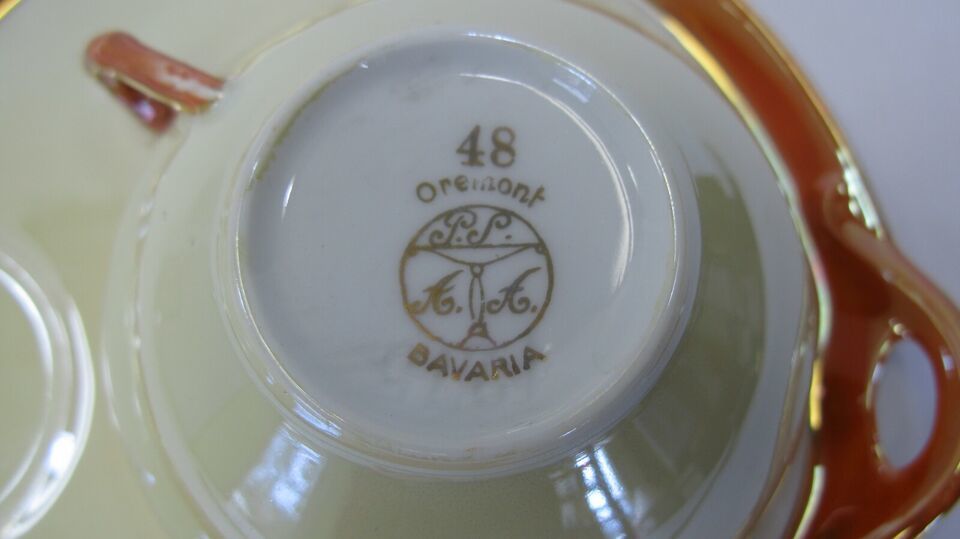 48
Oremont
P.S.
A. A.
BAVARIA